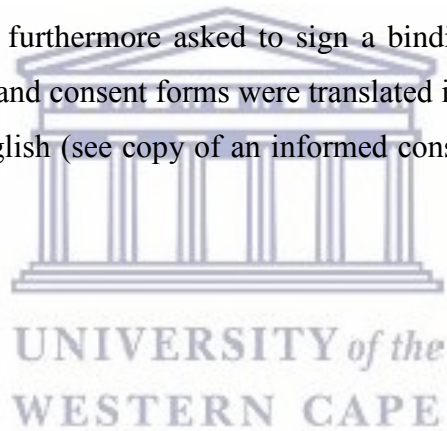 furthermore asked to sign a bindi
and consent forms were translated i
glish (see copy of an informed cons
UNIVERSITY of the
WESTERN CAPE